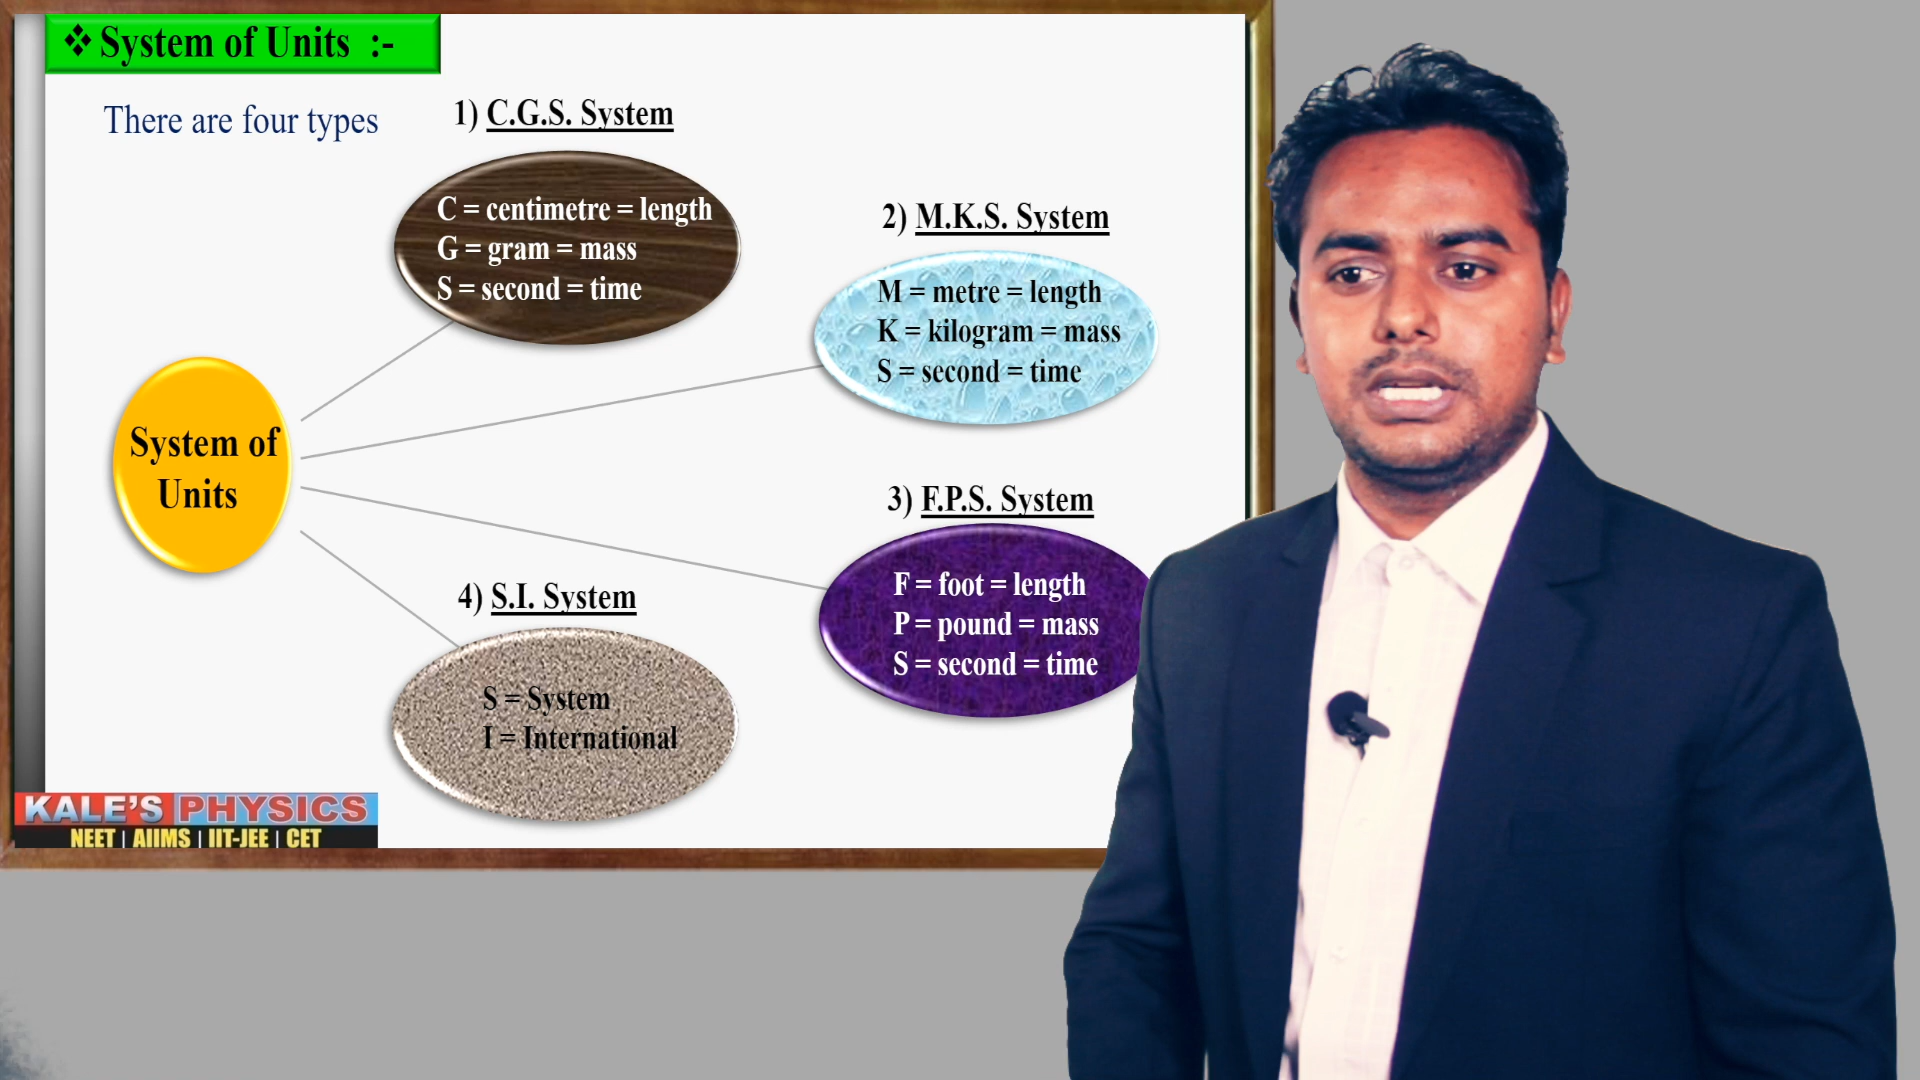 ❖ System of Units :-
There are four types
1) C.G.S. System
C = centimetre = length
G = gram = mass
S = second = time
2) M.K.S. System
M = metre = length
K = kilogram = mass
S = second = time
System of
Units
3) F.P.S. System
F = foot = length
P = pound = mass
S = second = time
4) S.I. System
S = System
I = International
KALE'S PHYSICS
NEET | AIIMS | IIT-JEE | CET